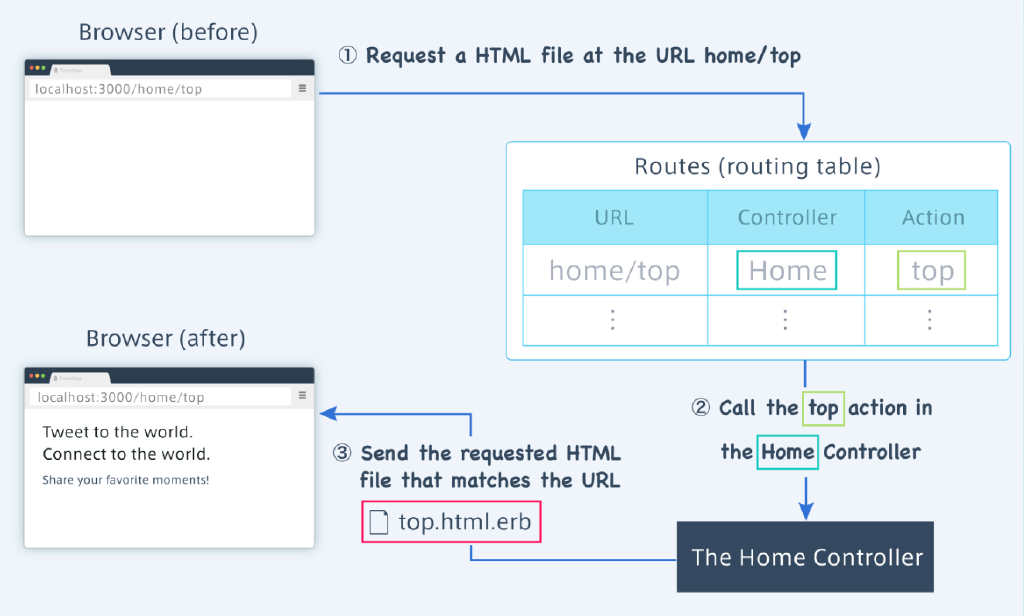 Browser (before)
① Request a HTML file at the URL home/top
localhost:3000/home/top
Routes (routing table)
URL Controller Action
home/top Home top
⋮ ⋮ ⋮
Browser (after)
localhost:3000/home/top
Tweet to the world.
Connect to the world.
Share your favorite moments!
② Call the top action in
the Home Controller
③ Send the requested HTML
file that matches the URL
top.html.erb
The Home Controller